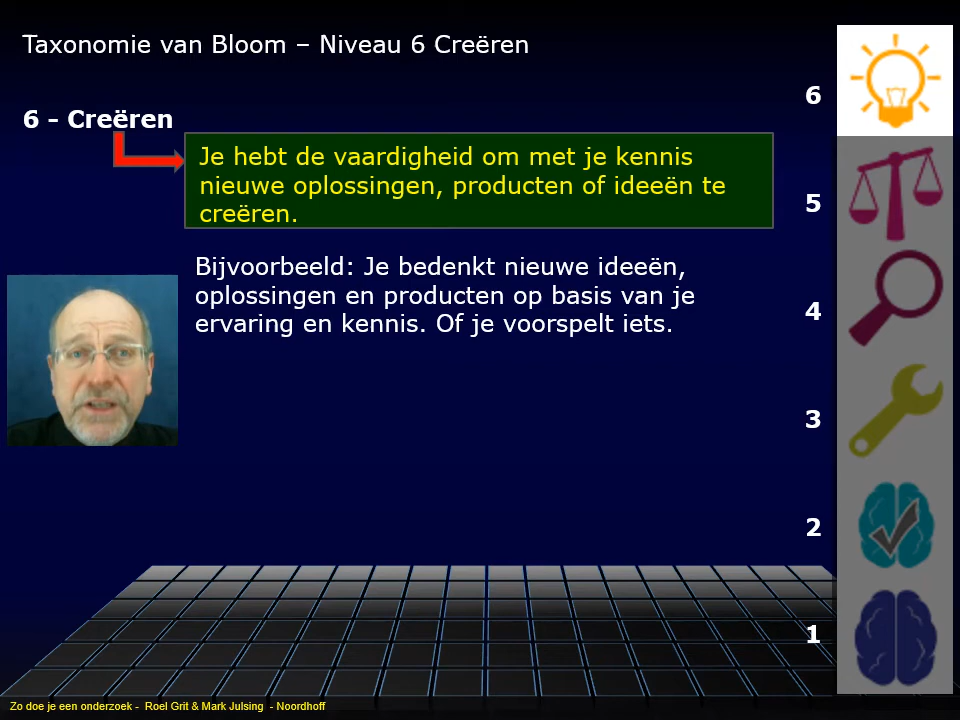 Taxonomie van Bloom – Niveau 6 Creëren
6 - Creëren
Je hebt de vaardigheid om met je kennis
nieuwe oplossingen, producten of ideeën te
creëren.
Bijvoorbeeld: Je bedenkt nieuwe ideeën,
oplossingen en producten op basis van je
ervaring en kennis. Of je voorspelt iets.
6
5
4
3
2
1
Zo doe je een onderzoek - Roel Grit & Mark Julsing - Noordhoff